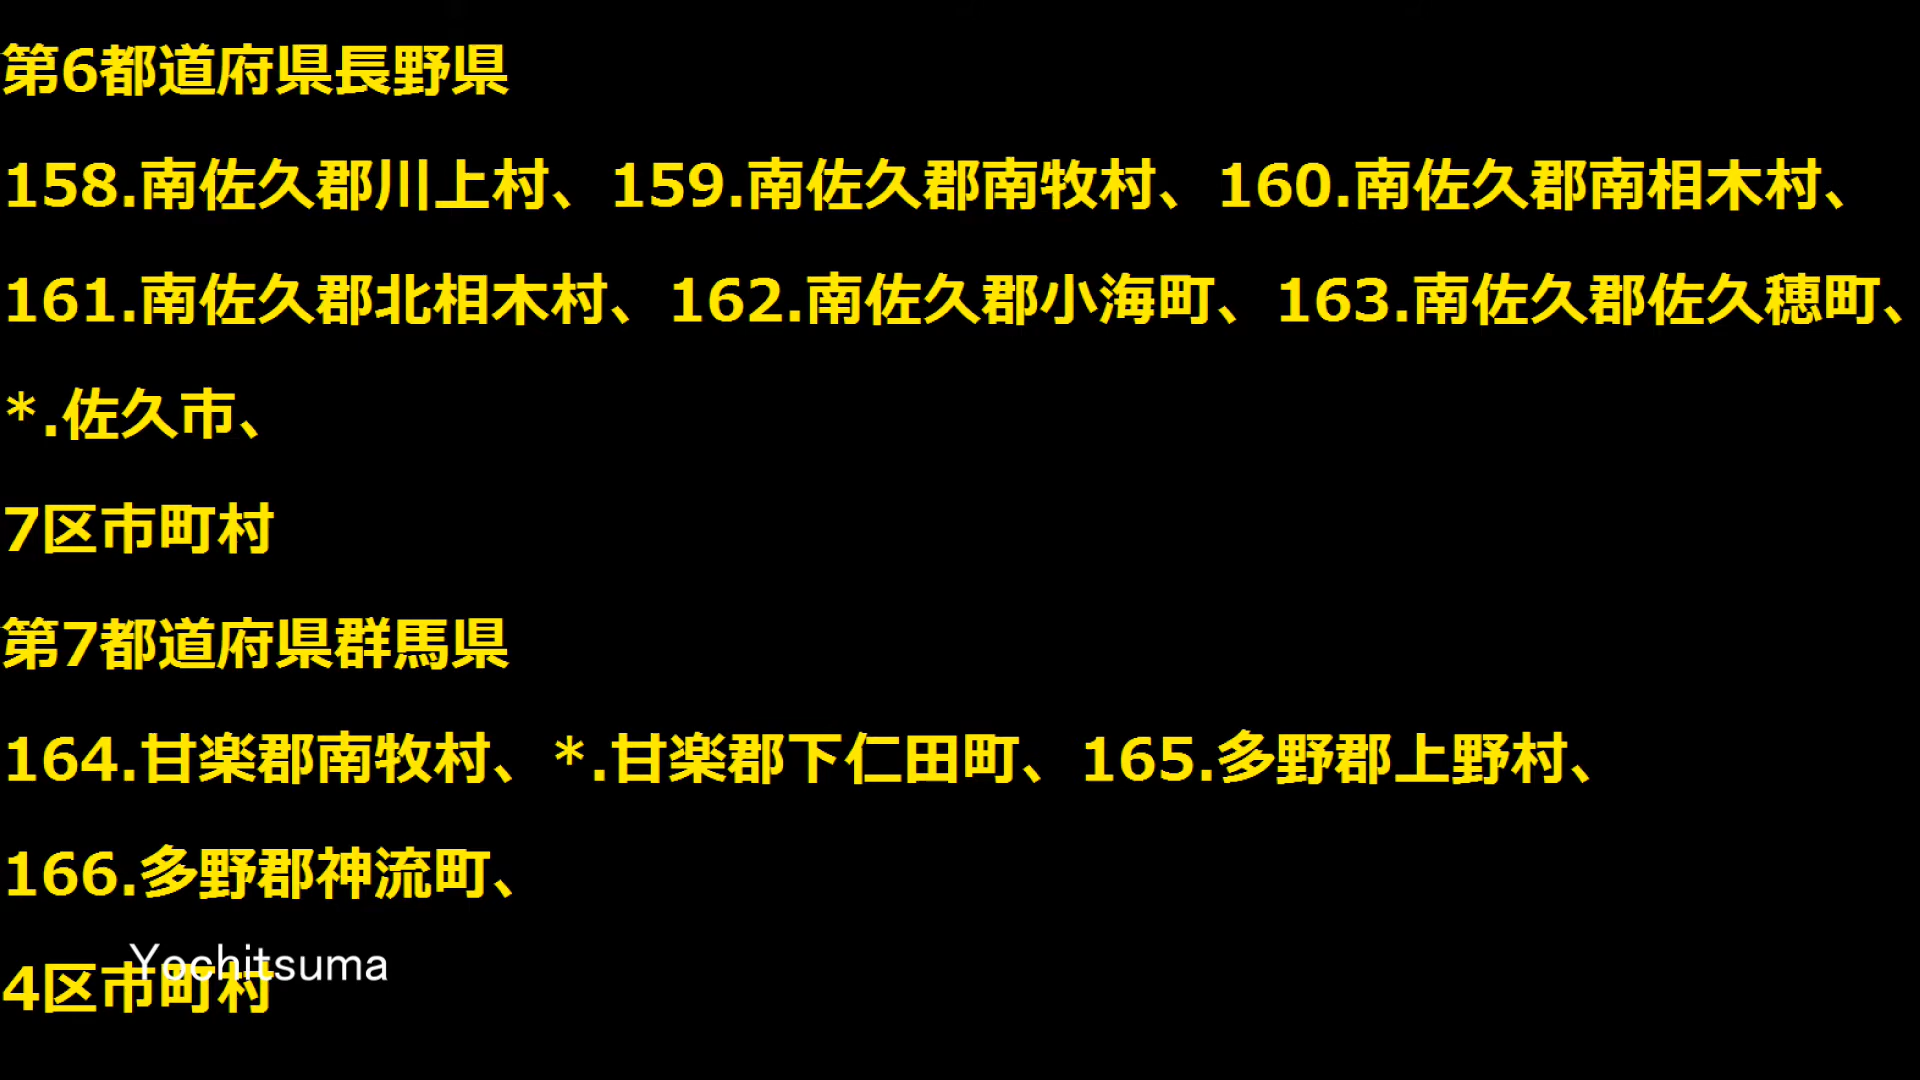 第6都道府県長野県
158.南佐久郡川上村、159.南佐久郡南牧村、160.南佐久郡南相木村、
161.南佐久郡北相木村、162.南佐久郡小海町、163.南佐久郡佐久穂町、
*.佐久市、
7区市町村
第7都道府県群馬県
164.甘楽郡南牧村、*.甘楽郡下仁田町、165.多野郡上野村、
166.多野郡神流町、
Yochitsuma
4区市町村